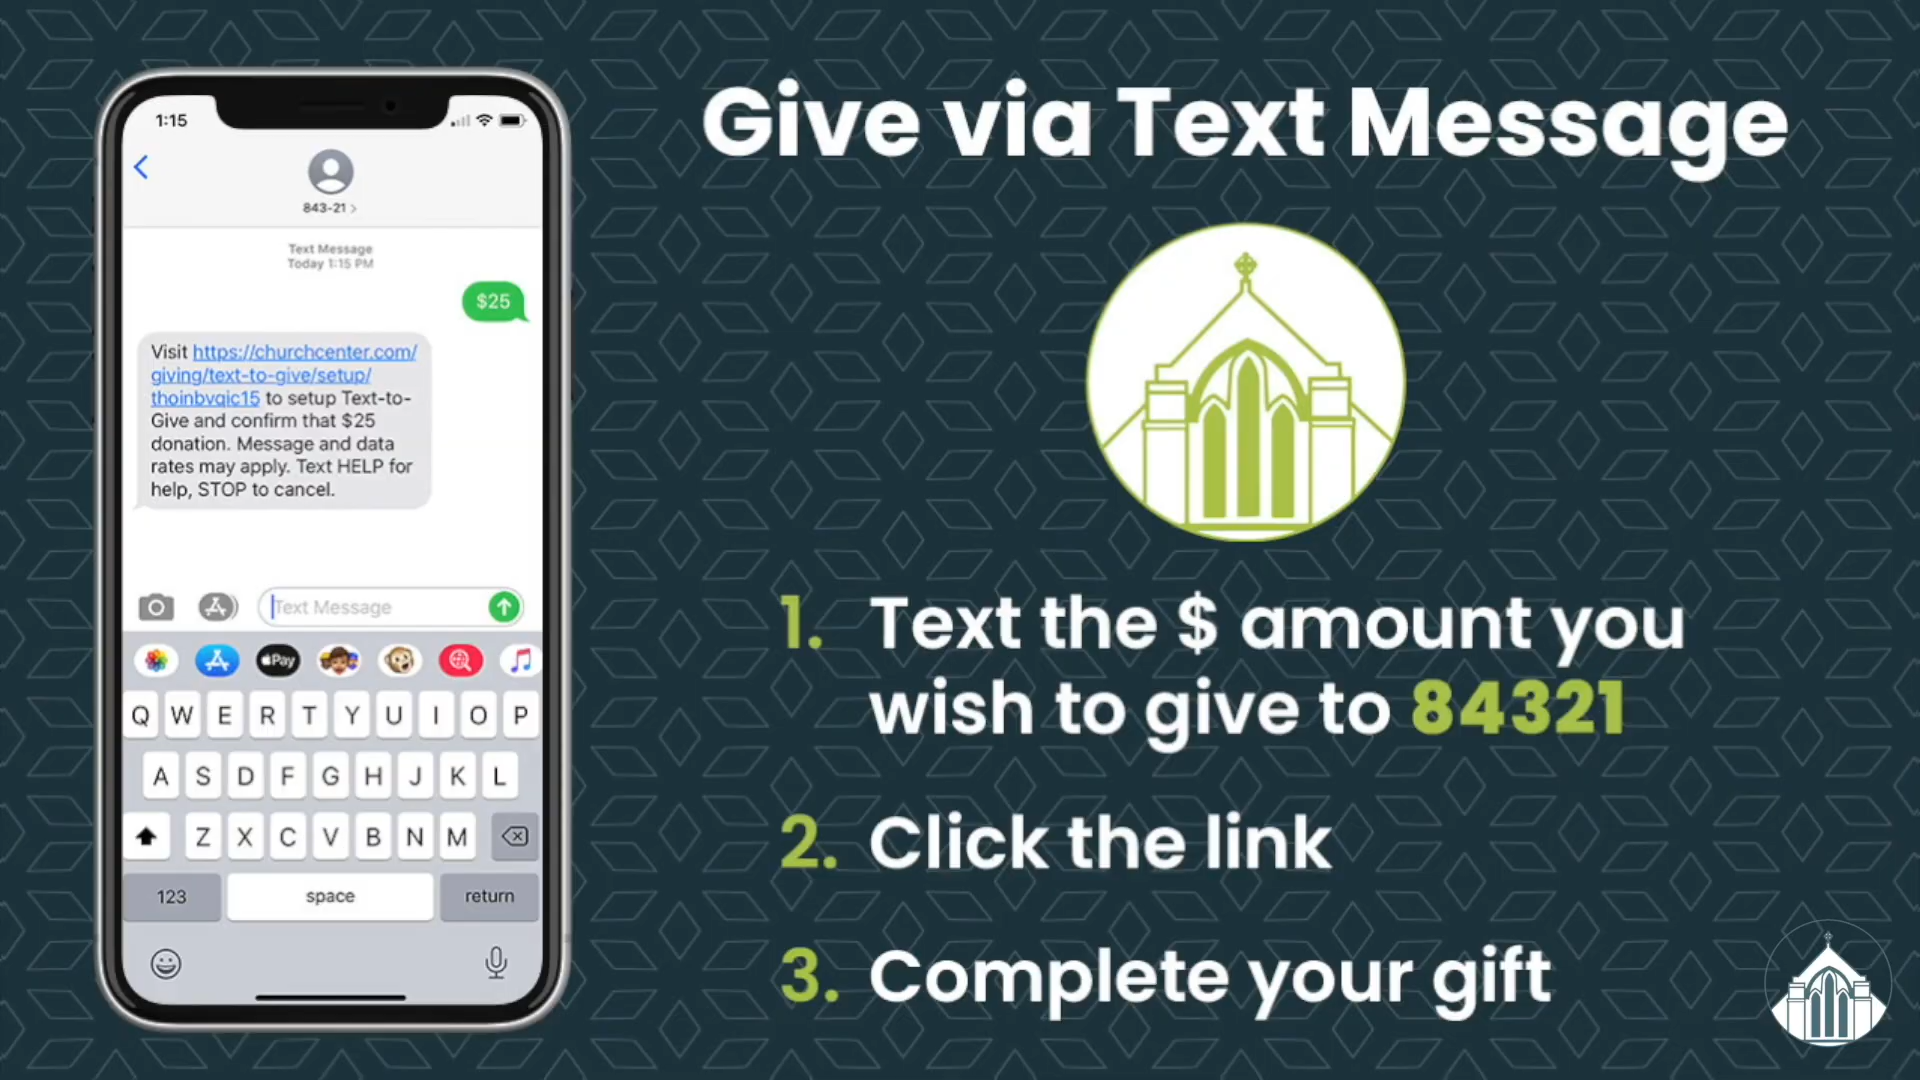 Give via Text Message
1:15
843-21 >
Text Message
Today 1:15 PM
$25
Visit https://churchcenter.com/
giving/text-to-give/setup/
thoinbvqic15 to setup Text-to-
Give and confirm that $25
donation. Message and data
rates may apply. Text HELP for
help, STOP to cancel.
Text Message
Pay
Q W E R T Y U I O P
A S D F G H J K L
Z X C V B N M
123 space return
1. Text the $ amount you
wish to give to 84321
2. Click the link
3. Complete your gift